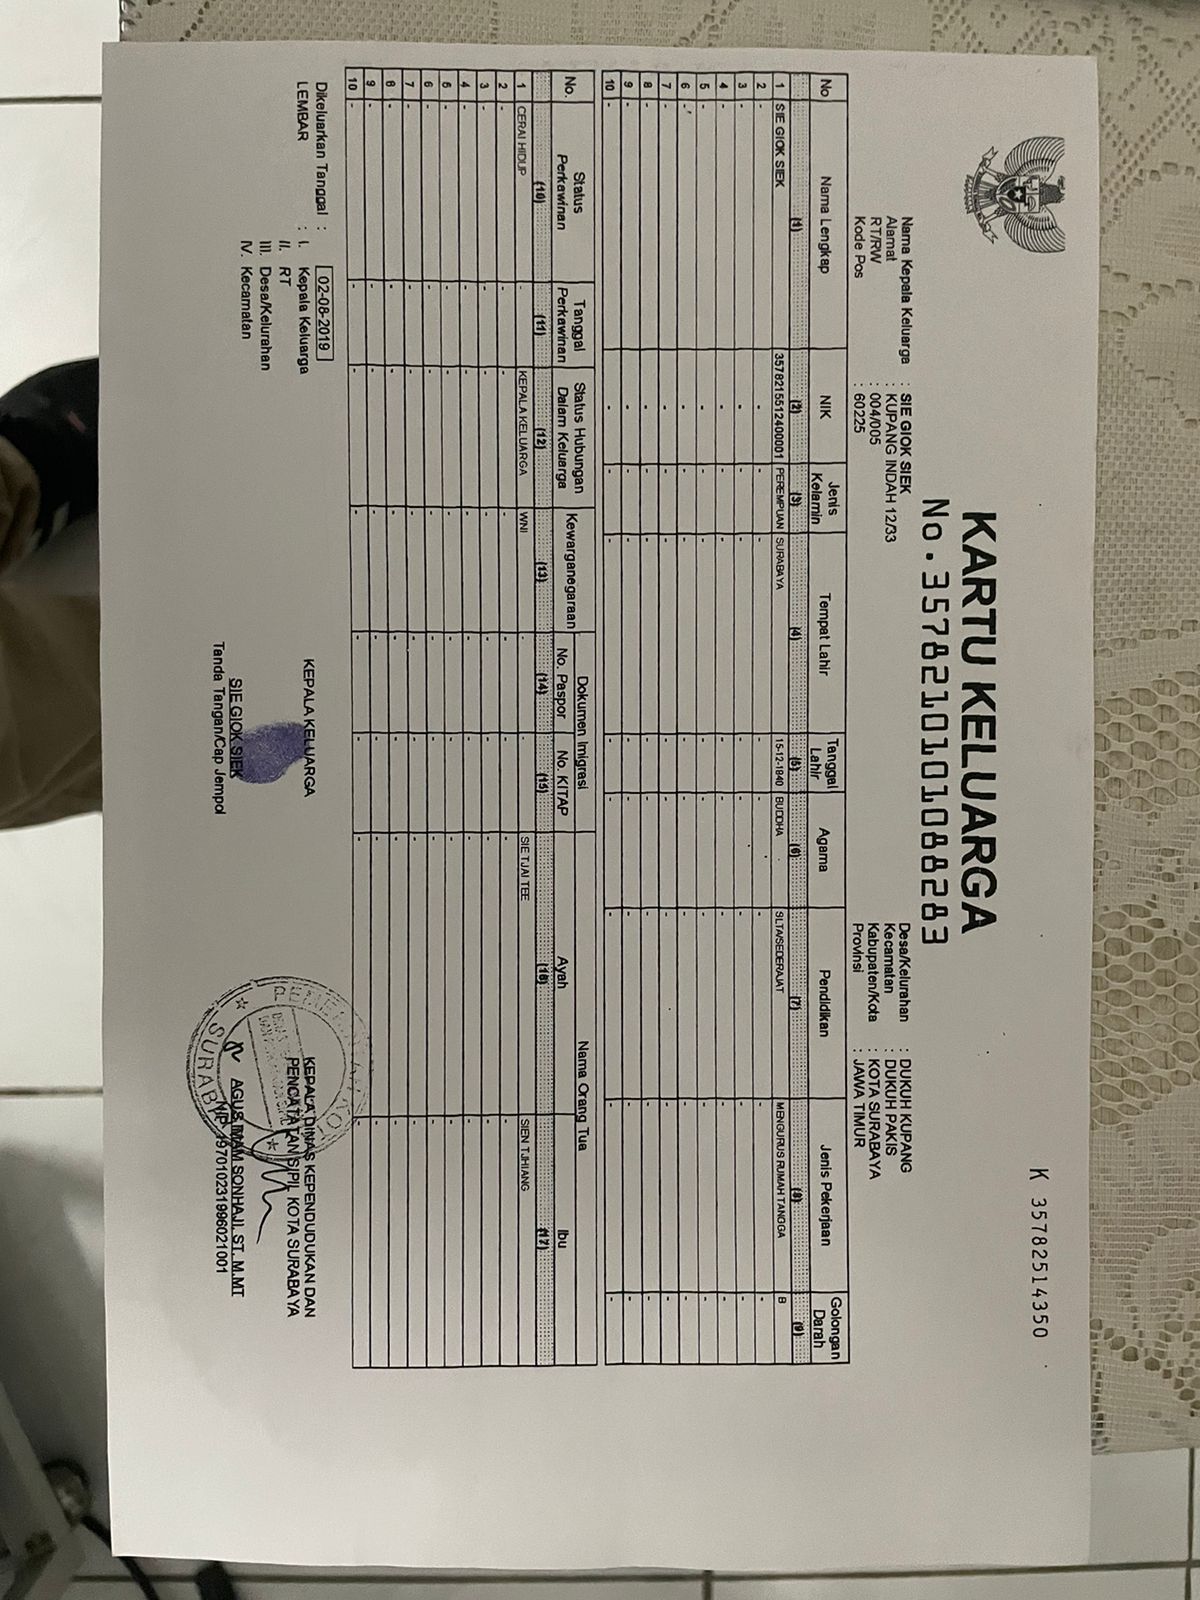 K 35782514350
KARTU KELUARGA
No. 3578210101088283
Nama Kepala Keluarga : SIE GIOK SIEK
Alamat : KUPANG INDAH 12/33
RT/RW : 004/005
Kode Pos : 60225
Desa/Kelurahan : DUKUH KUPANG
Kecamatan : DUKUH PAKIS
Kabupaten/Kota : KOTA SURABAYA
Provinsi : JAWA TIMUR
No Nama Lengkap NIK Jenis Kelamin Tempat Lahir Tanggal Lahir Agama Pendidikan Jenis Pekerjaan Golongan Darah
(1) (2) (3) (4) (5) (6) (7) (8) (9)
1 SIE GIOK SIEK 3578215512400001 PEREMPUAN SURABAYA 15-12-1940 BUDDHA SLTA/SEDERAJAT MENGURUS RUMAH TANGGA B
2 - - - - - - - - -
3 - - - - - - - - -
4 - - - - - - - - -
5 - - - - - - - - -
6 - - - - - - - - -
7 - - - - - - - - -
8 - - - - - - - - -
9 - - - - - - - - -
10 - - - - - - - - -
No. Status Perkawinan Tanggal Perkawinan Status Hubungan Dalam Keluarga Kewarganegaraan Dokumen Imigrasi Nama Orang Tua
No. Paspor No. KITAP Ayah Ibu
(10) (11) (12) (13) (14) (15) (16) (17)
1 CERAI HIDUP - KEPALA KELUARGA WNI - - SIE TJAI TEE SIEN TJHIANG
2 - - - - - - - -
3 - - - - - - - -
4 - - - - - - - -
5 - - - - - - - -
6 - - - - - - - -
7 - - - - - - - -
8 - - - - - - - -
9 - - - - - - - -
10 - - - - - - - -
Dikeluarkan Tanggal : 02-08-2019
LEMBAR : I. Kepala Keluarga
II. RT
III. Desa/Kelurahan
IV. Kecamatan
KEPALA KELUARGA
SIE GIOK SIEK
Tanda Tangan/Cap Jempol
KEPALA DINAS KEPENDUDUKAN DAN
PENCATATAN SIPIL KOTA SURABAYA
AGUS IMAM SONHAJI, ST. M.MT
NIP. 197010231996021001